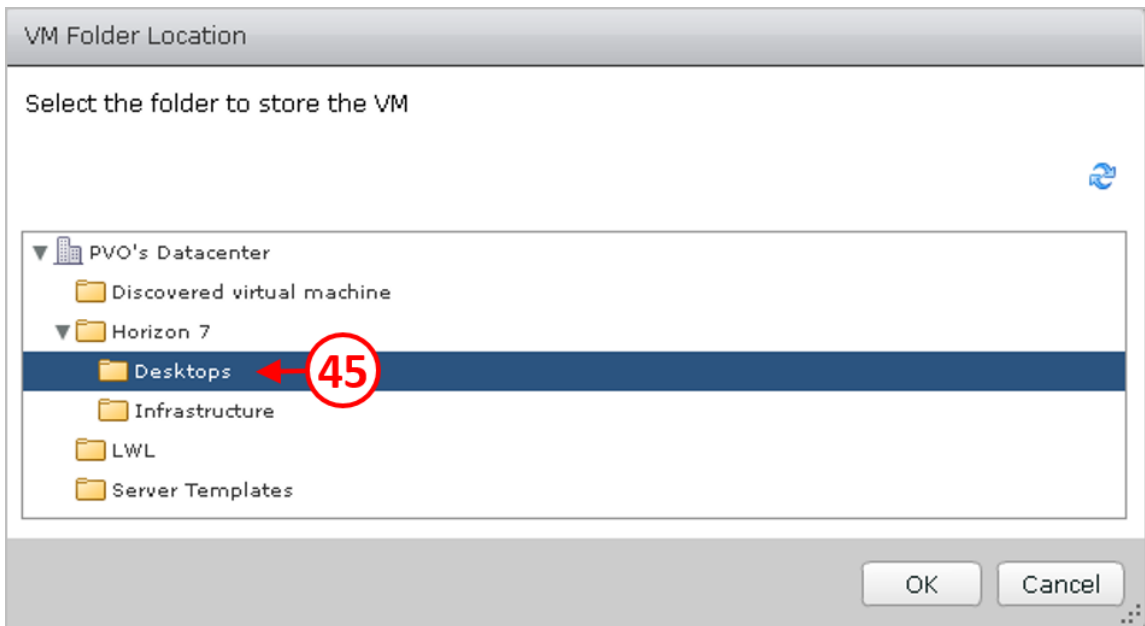 VM Folder Location
Select the folder to store the VM
PVO's Datacenter
Discovered virtual machine
Horizon 7
Desktops 45
Infrastructure
LWL
Server Templates
OK Cancel